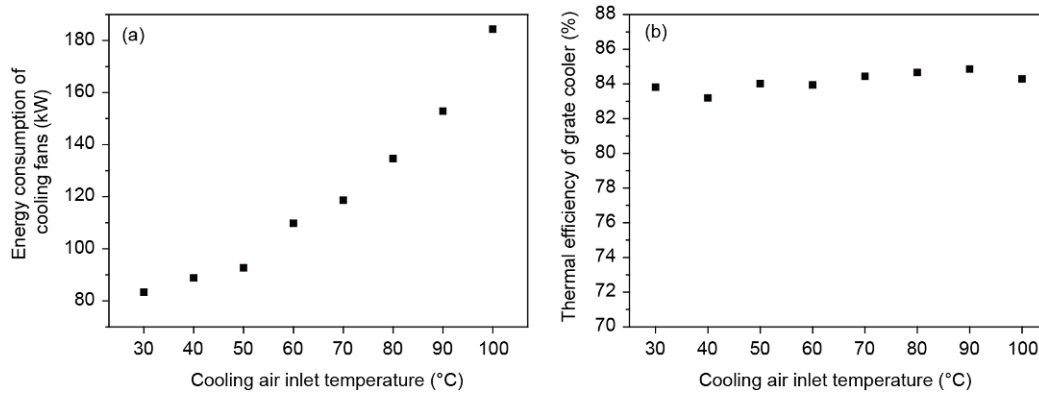 (a)
Energy consumption of
cooling fans (kW)
180
160
140
120
100
80
30 40 50 60 70 80 90 100
Cooling air inlet temperature (°C)
(b)
Thermal efficiency of grate cooler (%)
88
86
84
82
80
78
76
74
72
70
30 40 50 60 70 80 90 100
Cooling air inlet temperature (°C)